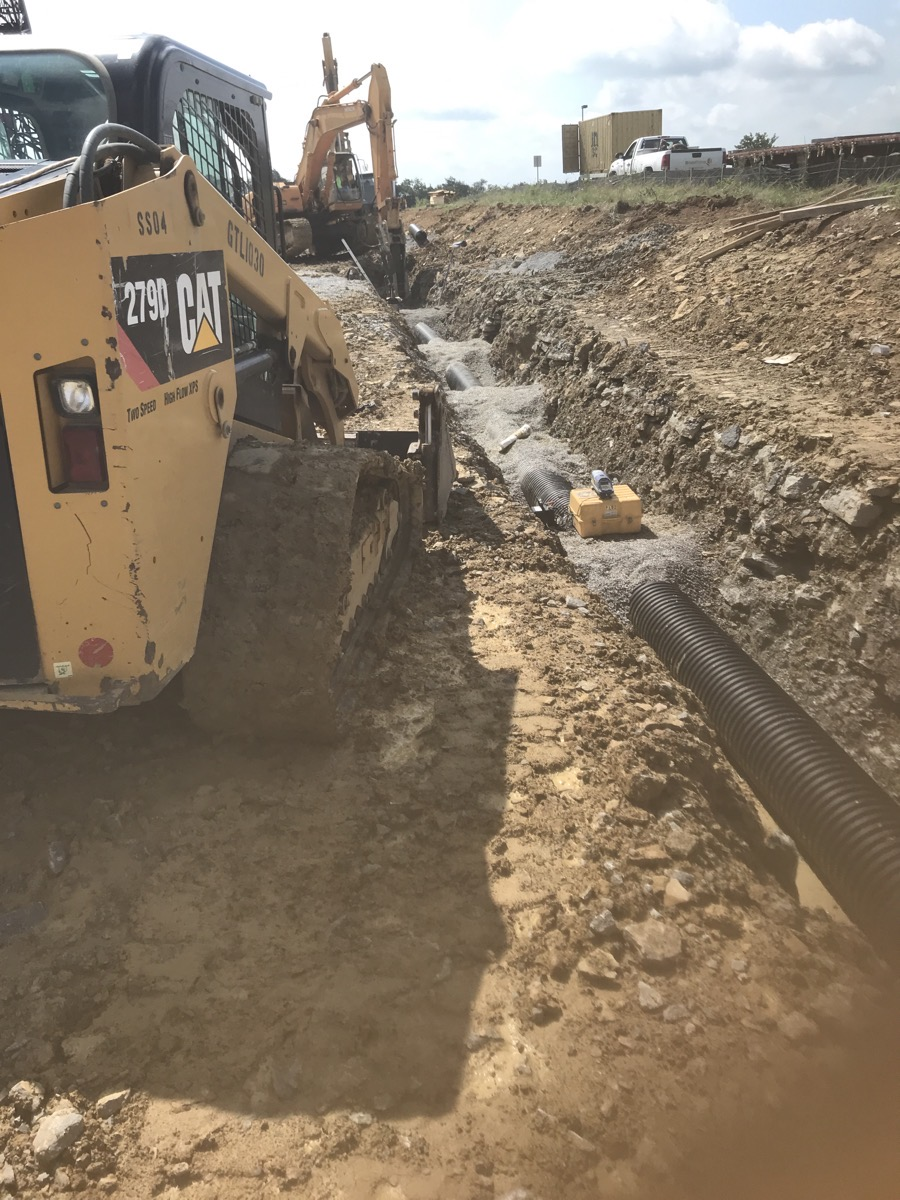 SS04
GTL1030
279D CAT
TWO SPEED HIGH FLOW XPS